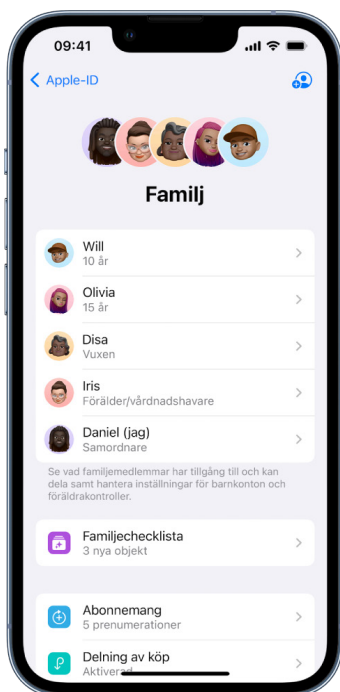 09:41
Apple-ID
Familj
Will
10 år
Olivia
15 år
Disa
Vuxen
Iris
Förälder/vårdnadshavare
Daniel (jag)
Samordnare
Se vad familjemedlemmar har tillgång till och kan
dela samt hantera inställningar för barnkonton och
föräldrakontroller.
Familjechecklista
3 nya objekt
Abonnemang
5 prenumerationer
Delning av köp
Aktiverad